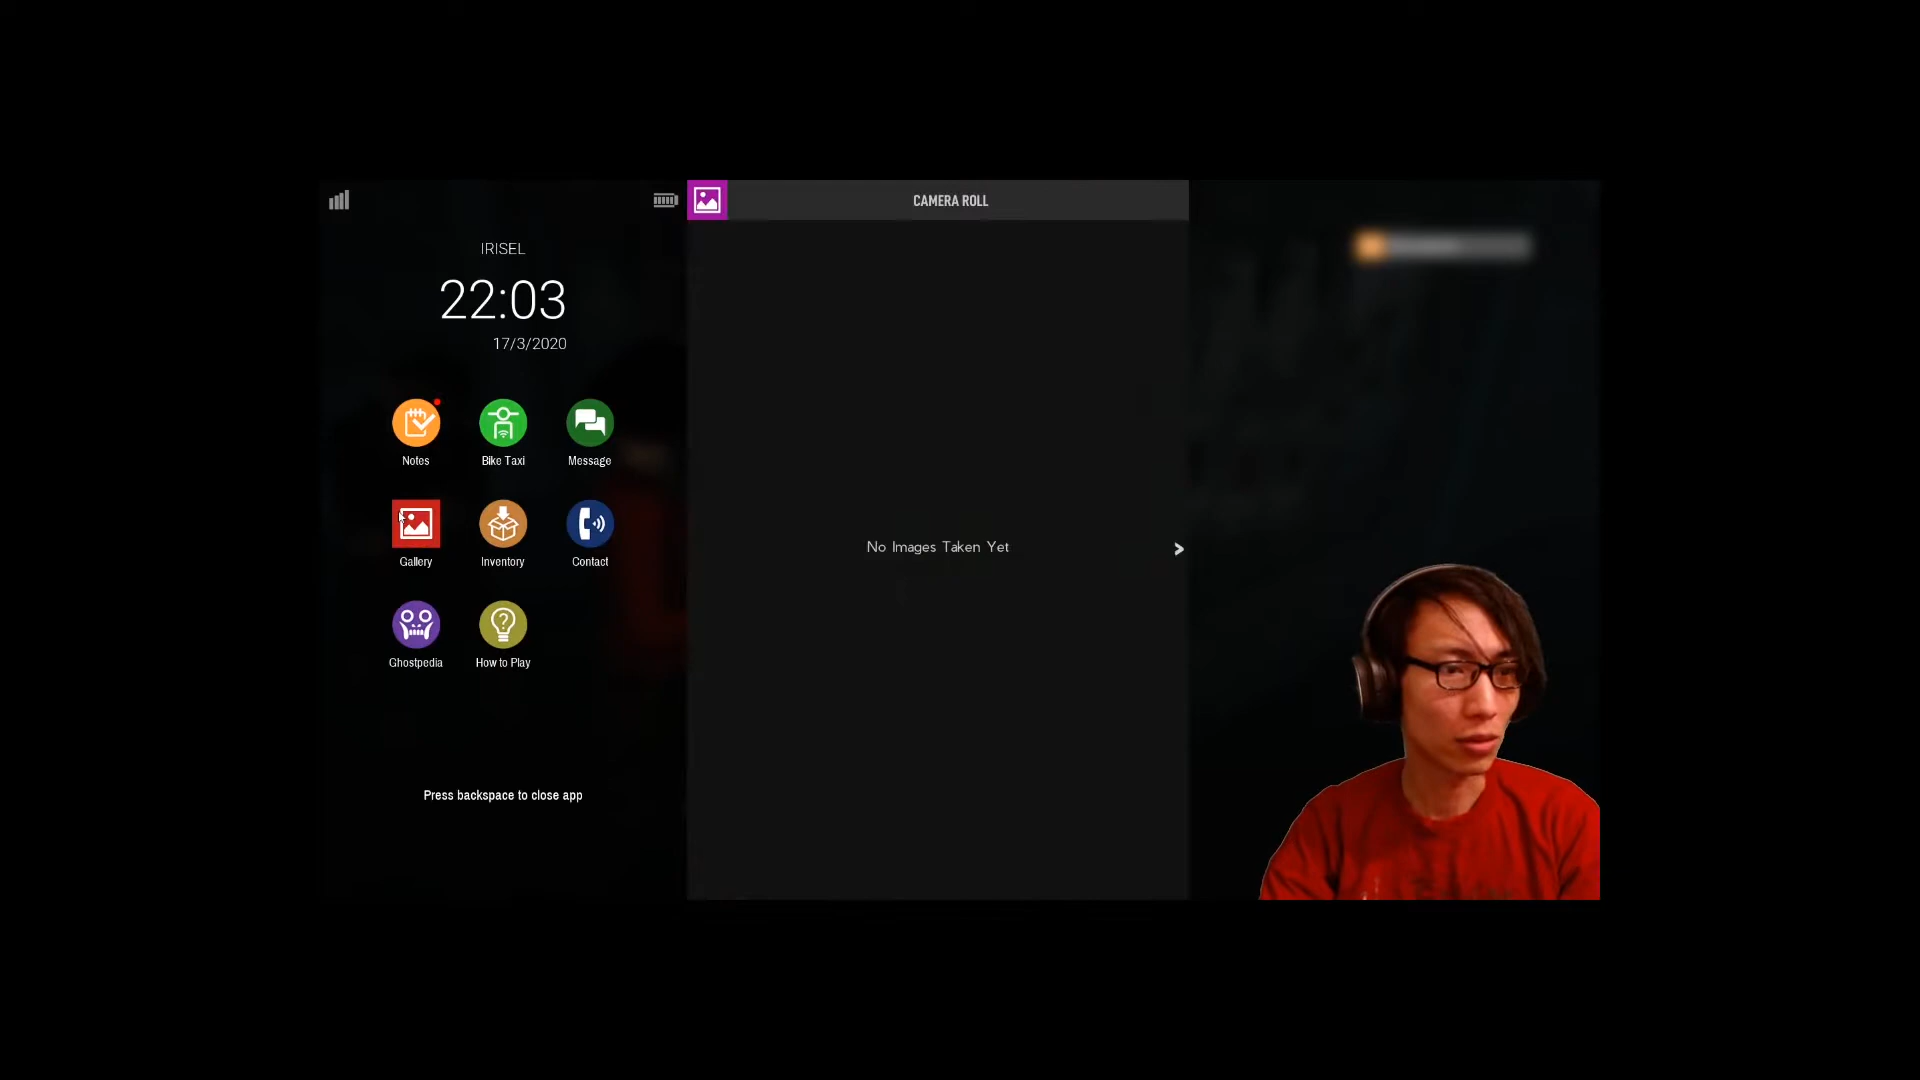 CAMERA ROLL
IRISEL
22:03
17/3/2020
Notes
Bike Taxi
Message
No Images Taken Yet
Gallery
Inventory
Contact
Ghostpedia
How to Play
Press backspace to close app